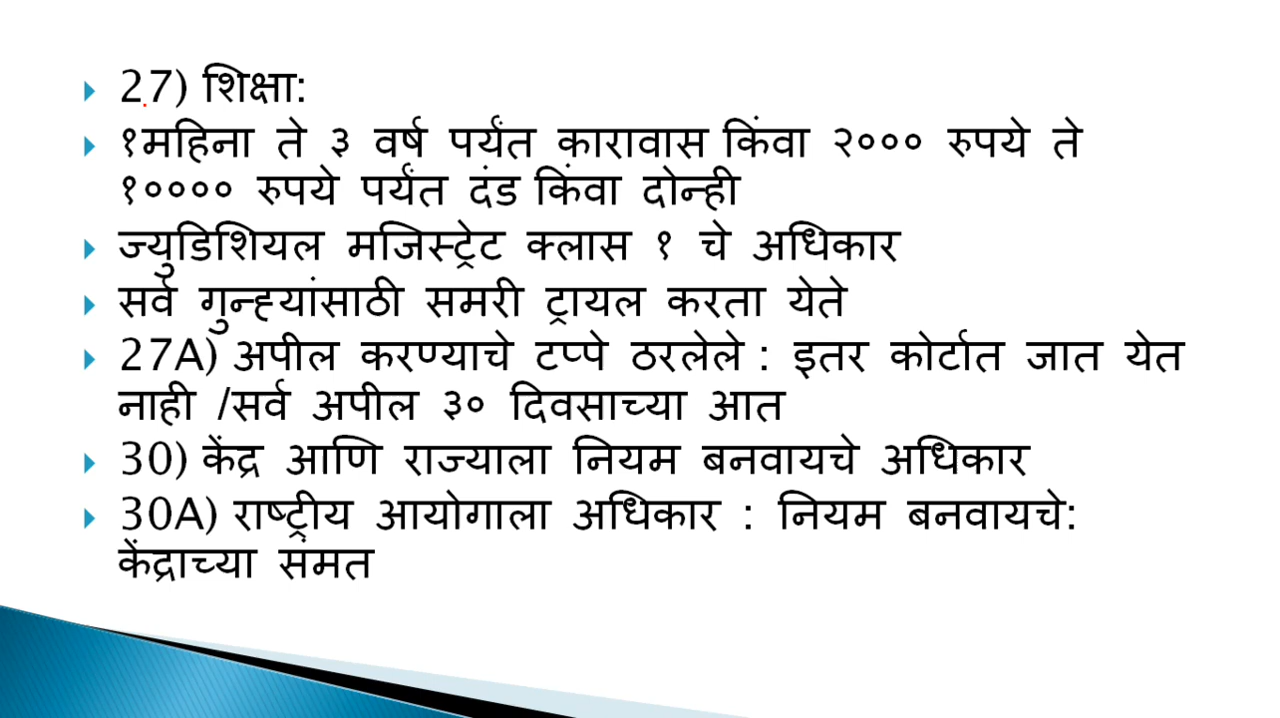 27) शिक्षा:
१महिना ते ३ वर्ष पर्यंत कारावास किंवा २००० रुपये ते
१०००० रुपये पर्यंत दंड किंवा दोन्ही
ज्युडिशियल मजिस्ट्रेट क्लास १ चे अधिकार
सर्व गुन्ह्यांसाठी समरी ट्रायल करता येते
27A) अपील करण्याचे टप्पे ठरलेले : इतर कोर्टात जात येत
नाही /सर्व अपील ३० दिवसाच्या आत
30) केंद्र आणि राज्याला नियम बनवायचे अधिकार
30A) राष्ट्रीय आयोगाला अधिकार : नियम बनवायचे:
केंद्राच्या संमत